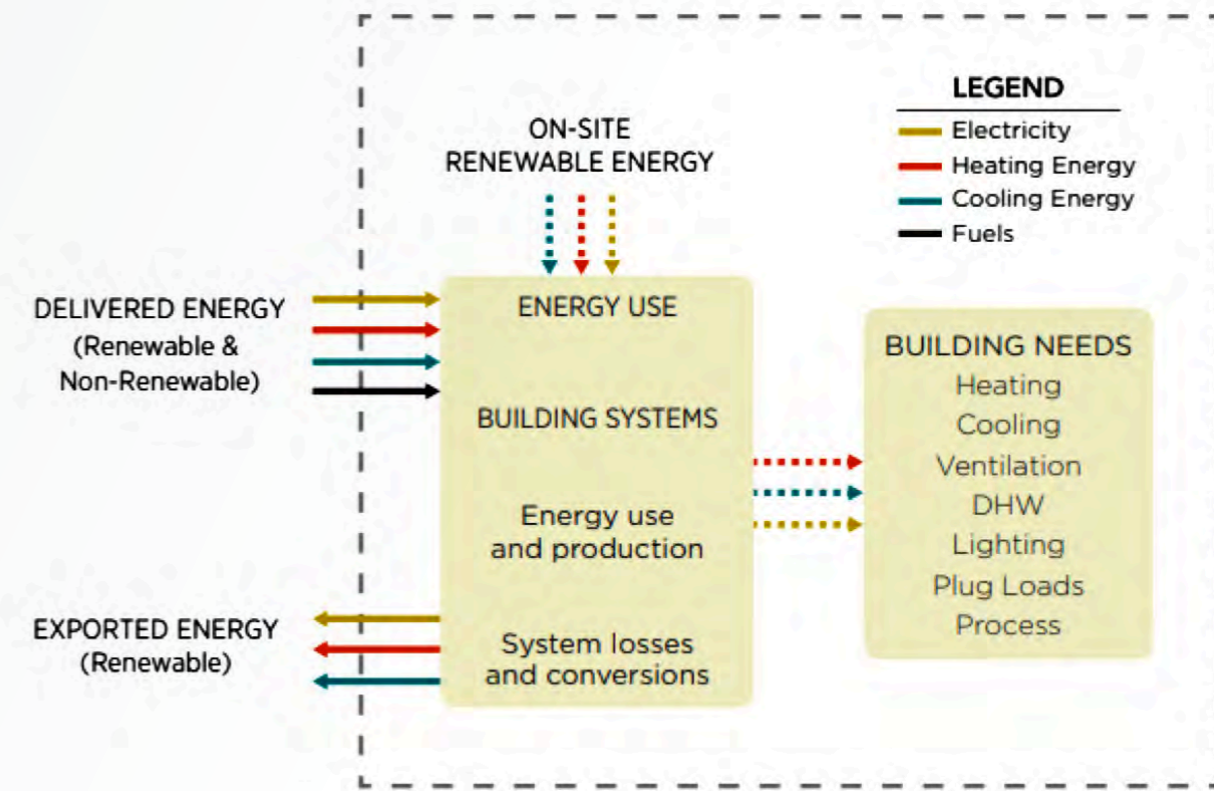 LEGEND
Electricity
Heating Energy
Cooling Energy
Fuels
ON-SITE
RENEWABLE ENERGY
DELIVERED ENERGY
(Renewable &
Non-Renewable)
ENERGY USE
BUILDING SYSTEMS
Energy use
and production
System losses
and conversions
EXPORTED ENERGY
(Renewable)
BUILDING NEEDS
Heating
Cooling
Ventilation
DHW
Lighting
Plug Loads
Process